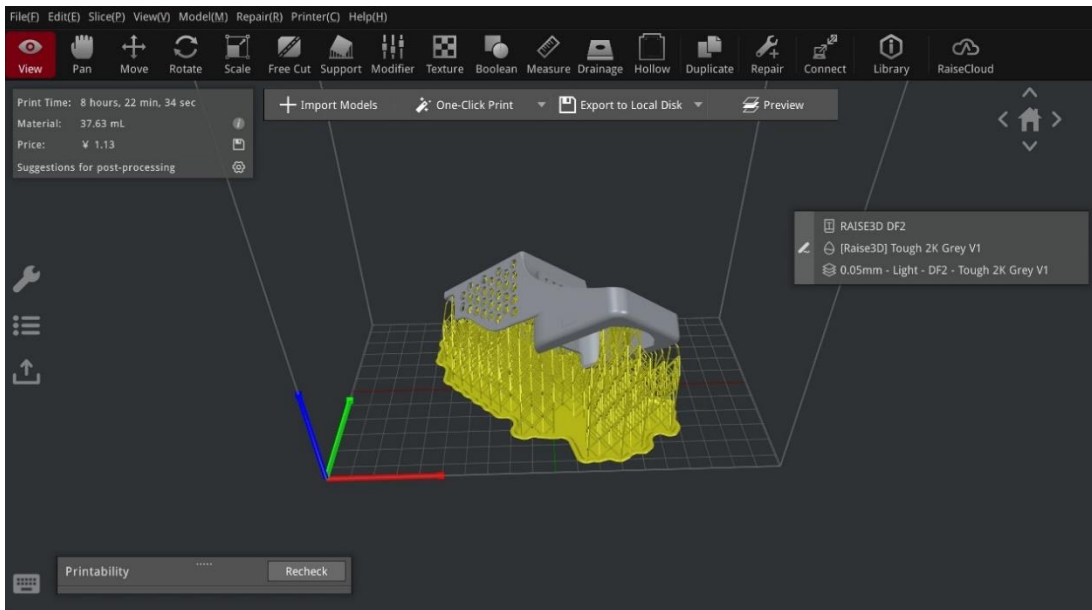 File(F) Edit(E) Slice(P) View(V) Model(M) Repair(R) Printer(C) Help(H)
View Pan Move Rotate Scale Free Cut Support Modifier Texture Boolean Measure Drainage Hollow Duplicate Repair Connect Library RaiseCloud
Print Time: 8 hours, 22 min, 34 sec
Material: 37.63 mL
Price: ¥ 1.13
Suggestions for post-processing
Import Models One-Click Print Export to Local Disk Preview
RAISE3D DF2
[Raise3D] Tough 2K Grey V1
0.05mm - Light - DF2 - Tough 2K Grey V1
Printability Recheck